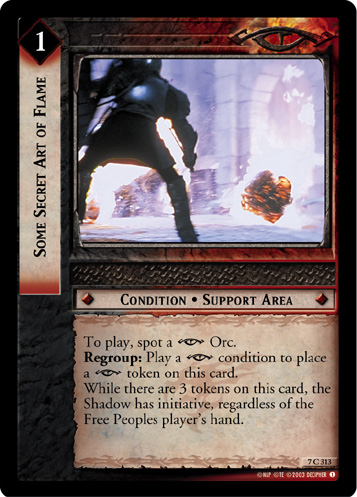 1
SOME SECRET ART OF FLAME
CONDITION • SUPPORT AREA
To play, spot a Orc.
Regroup: Play a condition to place
a token on this card.
While there are 3 tokens on this card, the
Shadow has initiative, regardless of the
Free Peoples player's hand.
7 C 313
©NLP ™TE ©2003 DECIPHER